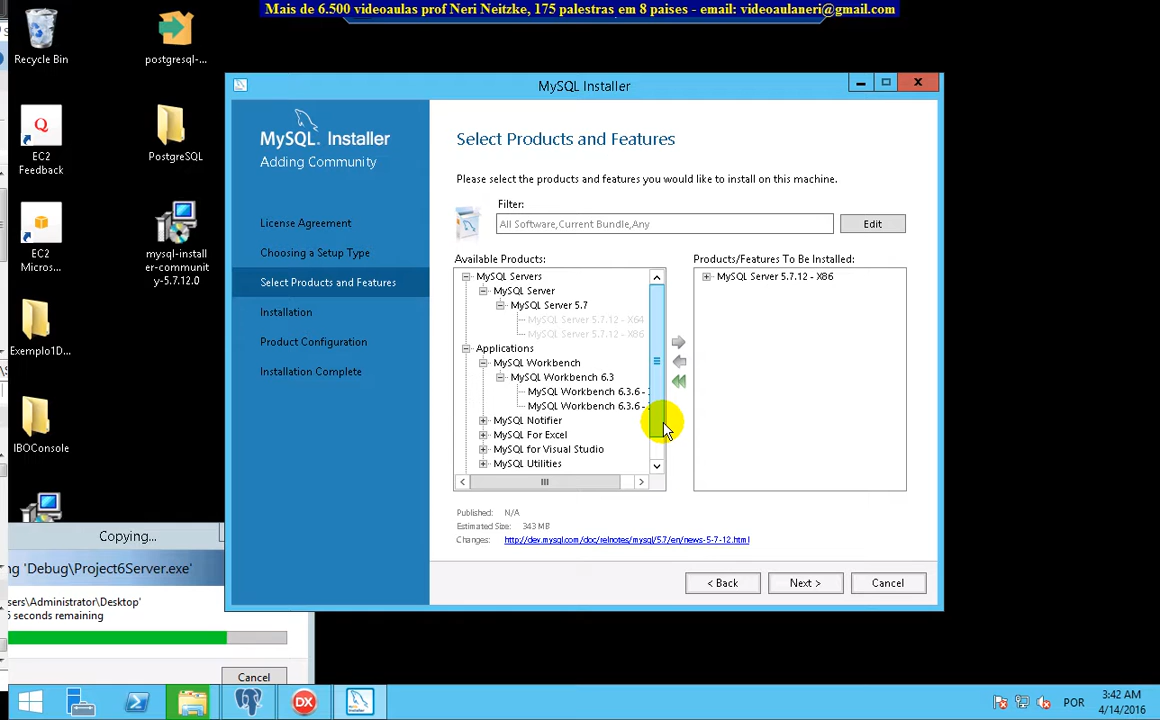 Mais de 6.500 videoaulas prof Neri Neitzke, 175 palestras em 8 paises - email: videoaulaneri@gmail.com
Recycle Bin
postgresql-...
EC2
Feedback
PostgreSQL
EC2
Micros...
mysql-install
er-communit
y-5.7.12.0
Exemplo1D...
IBOConsole
MySQL Installer
MySQL. Installer
Adding Community
License Agreement
Choosing a Setup Type
Select Products and Features
Installation
Product Configuration
Installation Complete
Select Products and Features
Please select the products and features you would like to install on this machine.
Filter:
All Software,Current Bundle,Any
Edit
Available Products:
MySQL Servers
MySQL Server
MySQL Server 5.7
MySQL Server 5.7.12 - X64
MySQL Server 5.7.12 - X86
Applications
MySQL Workbench
MySQL Workbench 6.3
MySQL Workbench 6.3.6 -
MySQL Workbench 6.3.6 -
MySQL Notifier
MySQL For Excel
MySQL for Visual Studio
MySQL Utilities
Products/Features To Be Installed:
MySQL Server 5.7.12 - X86
Published: N/A
Estimated Size: 343 MB
Changes: http://dev.mysql.com/doc/relnotes/mysql/5.7/en/news-5-7-12.html
< Back
Next >
Cancel
Copying...
ng 'Debug\Project6Server.exe'
sers\Administrator\Desktop'
5 seconds remaining
Cancel
DX
POR
3:42 AM
4/14/2016